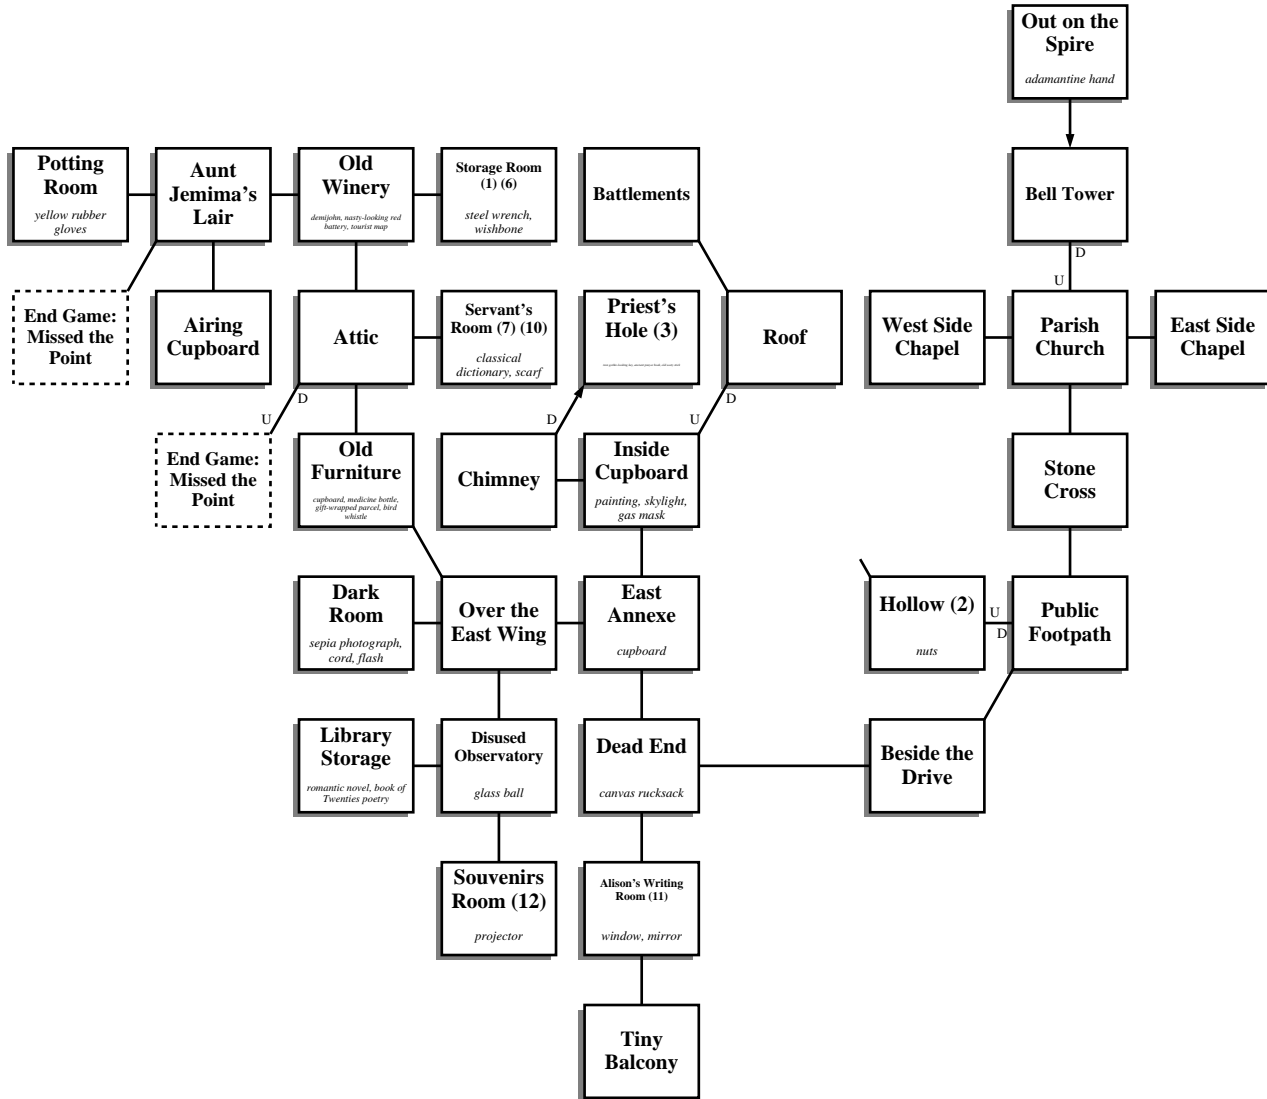 Out on the
Spire
adamantine hand
Potting
Room
yellow rubber
gloves
Aunt
Jemima's
Lair
Old
Winery
demijohn, nasty-looking red
battery, tourist map
Storage Room
(1) (6)
steel wrench,
wishbone
Battlements
Bell Tower
D
U
End Game:
Missed the
Point
Airing
Cupboard
Attic
Servant's
Room (7) (10)
classical
dictionary, scarf
Priest's
Hole (3)
Roof
West Side
Chapel
Parish
Church
East Side
Chapel
D
U
D
U
D
End Game:
Missed the
Point
Old
Furniture
cupboard, medicine bottle,
gift-wrapped parcel, bird
whistle
Chimney
Inside
Cupboard
painting, skylight,
gas mask
Stone
Cross
Dark
Room
sepia photograph,
cord, flash
Over the
East Wing
East
Annexe
cupboard
Hollow (2)
nuts
U
D
Public
Footpath
Library
Storage
romantic novel, book of
Twenties poetry
Disused
Observatory
glass ball
Dead End
canvas rucksack
Beside the
Drive
Souvenirs
Room (12)
projector
Alison's Writing
Room (11)
window, mirror
Tiny
Balcony